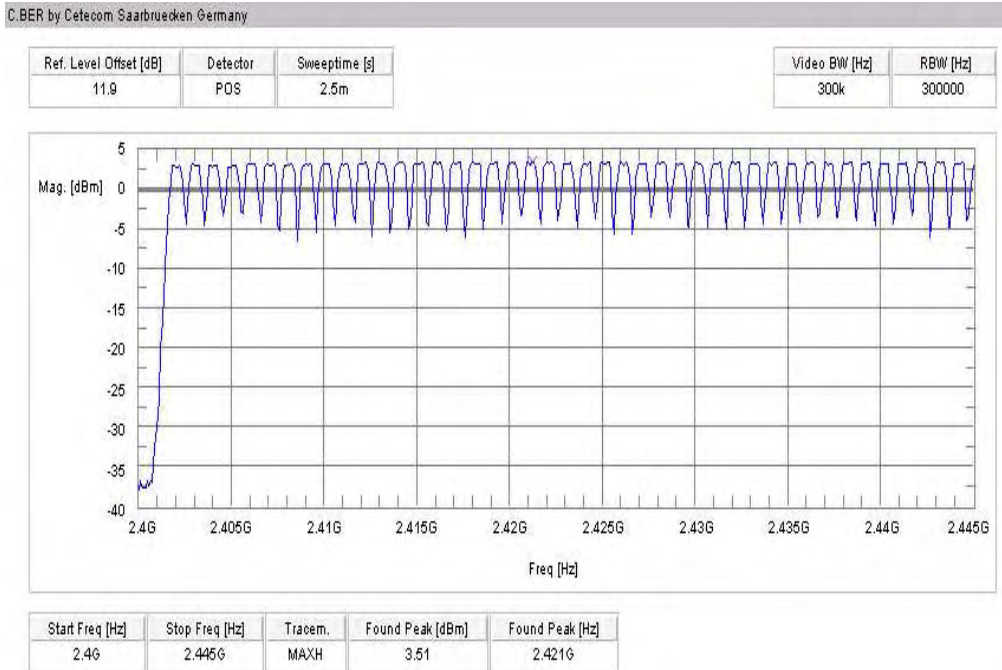 C.BER by Cetecom Saarbruecken Germany
Ref. Level Offset [dB] Detector Sweeptime [s] Video BW [Hz] RBW [Hz]
11.9 POS 2.5m 300k 300000
5
Mag. [dBm] 0
-5
-10
-15
-20
-25
-30
-35
-40
2.4G 2.405G 2.41G 2.415G 2.42G 2.425G 2.43G 2.435G 2.44G 2.445G
Freq [Hz]
Start Freq [Hz] Stop Freq [Hz] Tracem. Found Peak [dBm] Found Peak [Hz]
2.4G 2.445G MAXH 3.51 2.421G